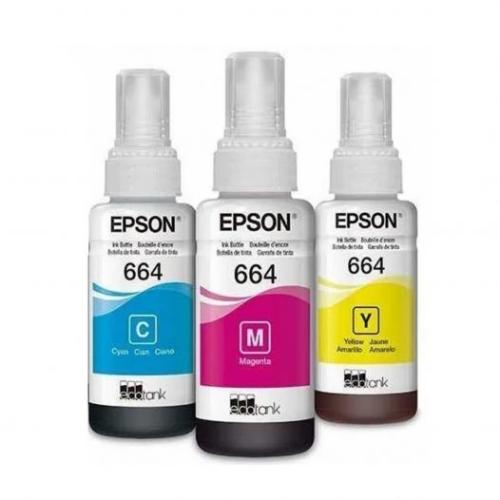 EPSON®
Ink Bottle Bouteille d'encre
Botella de tinta Garrafa de tinta
664
C
Cyan Cian Ciano
ecotank
EPSON®
Ink Bottle Bouteille d'encre
Botella de tinta Garrafa de tinta
664
M
Magenta
ecotank
EPSON®
Ink Bottle Bouteille d'encre
Botella de tinta Garrafa de tinta
664
Y
Yellow Jaune
Amarillo Amarelo
ecotank